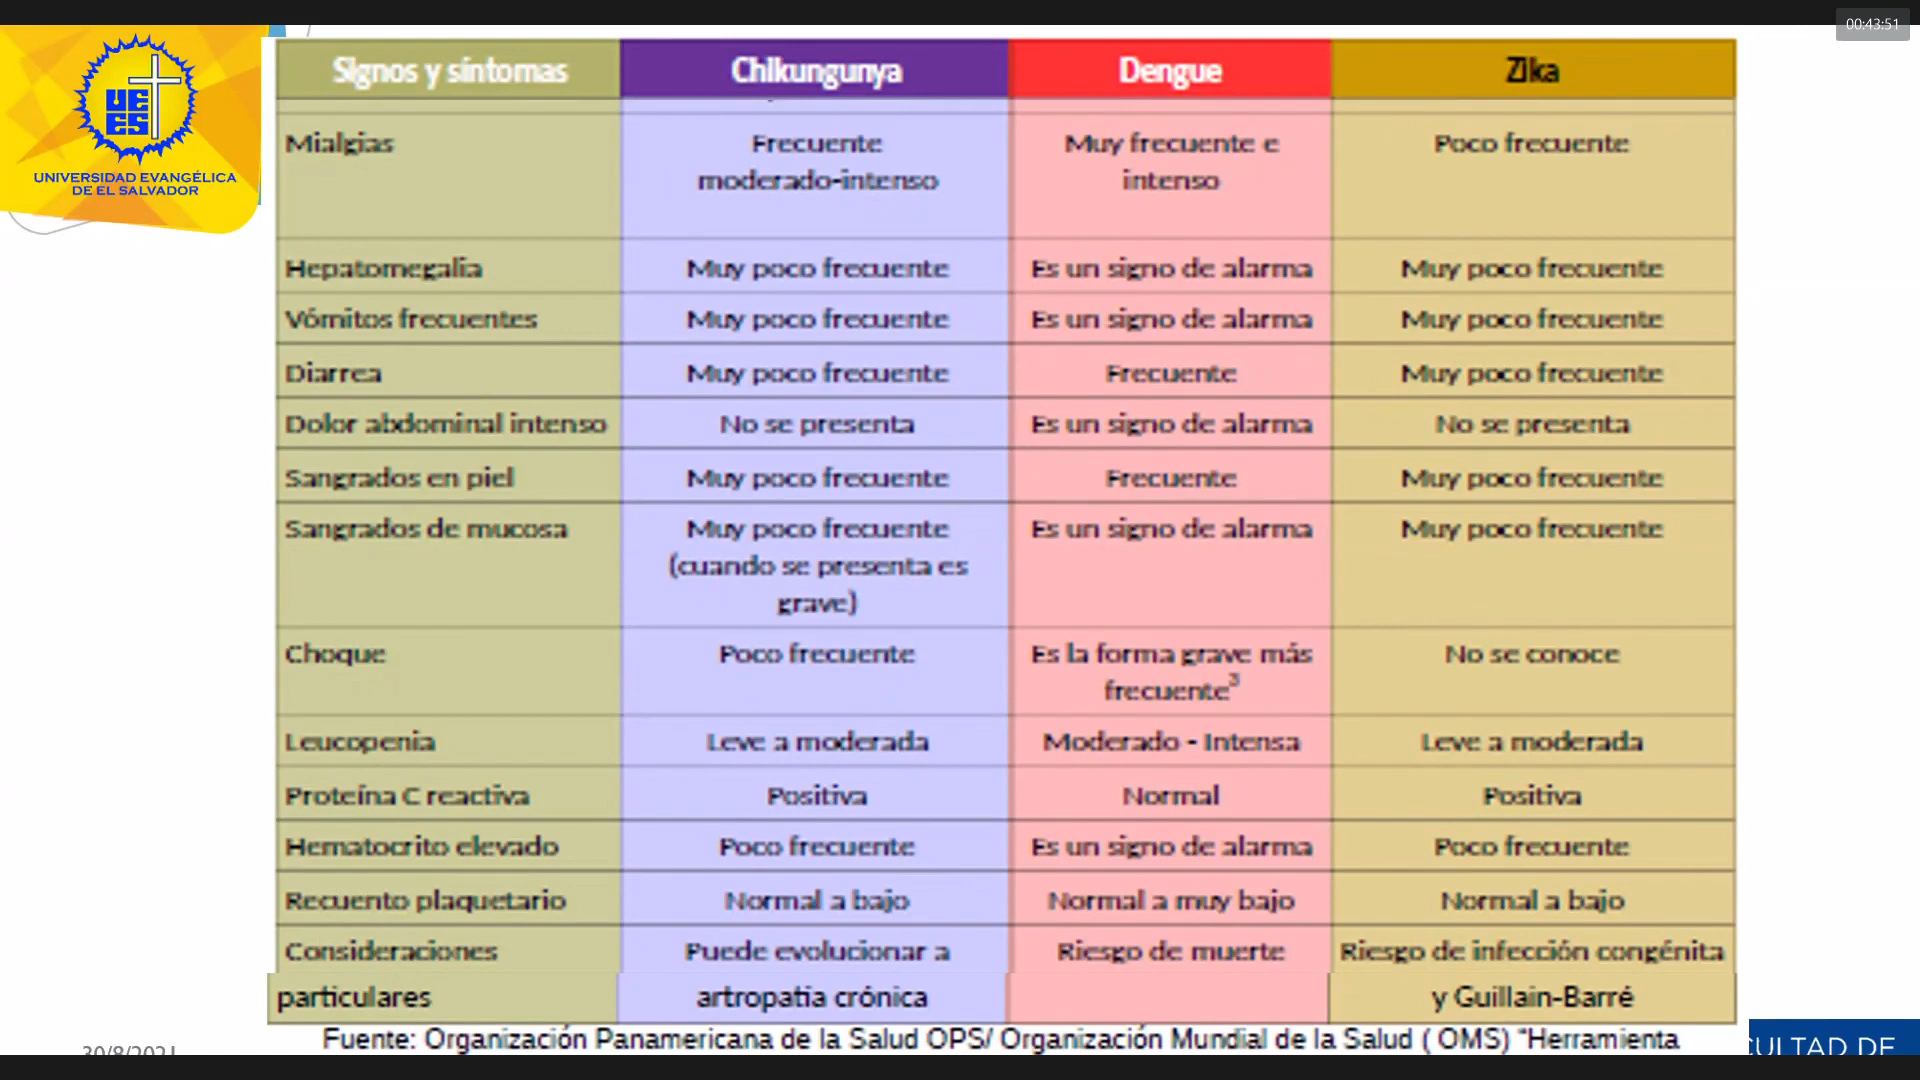 00:43:51
UE
ES
UNIVERSIDAD EVANGÉLICA
DE EL SALVADOR
Signos y síntomas Chikungunya Dengue Zika
Mialgias Frecuente moderado-intenso Muy frecuente e intenso Poco frecuente
Hepatomegalia Muy poco frecuente Es un signo de alarma Muy poco frecuente
Vómitos frecuentes Muy poco frecuente Es un signo de alarma Muy poco frecuente
Diarrea Muy poco frecuente Frecuente Muy poco frecuente
Dolor abdominal intenso No se presenta Es un signo de alarma No se presenta
Sangrados en piel Muy poco frecuente Frecuente Muy poco frecuente
Sangrados de mucosa Muy poco frecuente (cuando se presenta es grave) Es un signo de alarma Muy poco frecuente
Choque Poco frecuente Es la forma grave más frecuente³ No se conoce
Leucopenia Leve a moderada Moderado - Intensa Leve a moderada
Proteína C reactiva Positiva Normal Positiva
Hematocrito elevado Poco frecuente Es un signo de alarma Poco frecuente
Recuento plaquetario Normal a bajo Normal a muy bajo Normal a bajo
Consideraciones Puede evolucionar a Riesgo de muerte Riesgo de infección congénita
particulares artropatía crónica y Guillain-Barré
Fuente: Organización Panamericana de la Salud OPS/ Organización Mundial de la Salud ( OMS) "Herramienta
30/8/2021
CULTAD DE